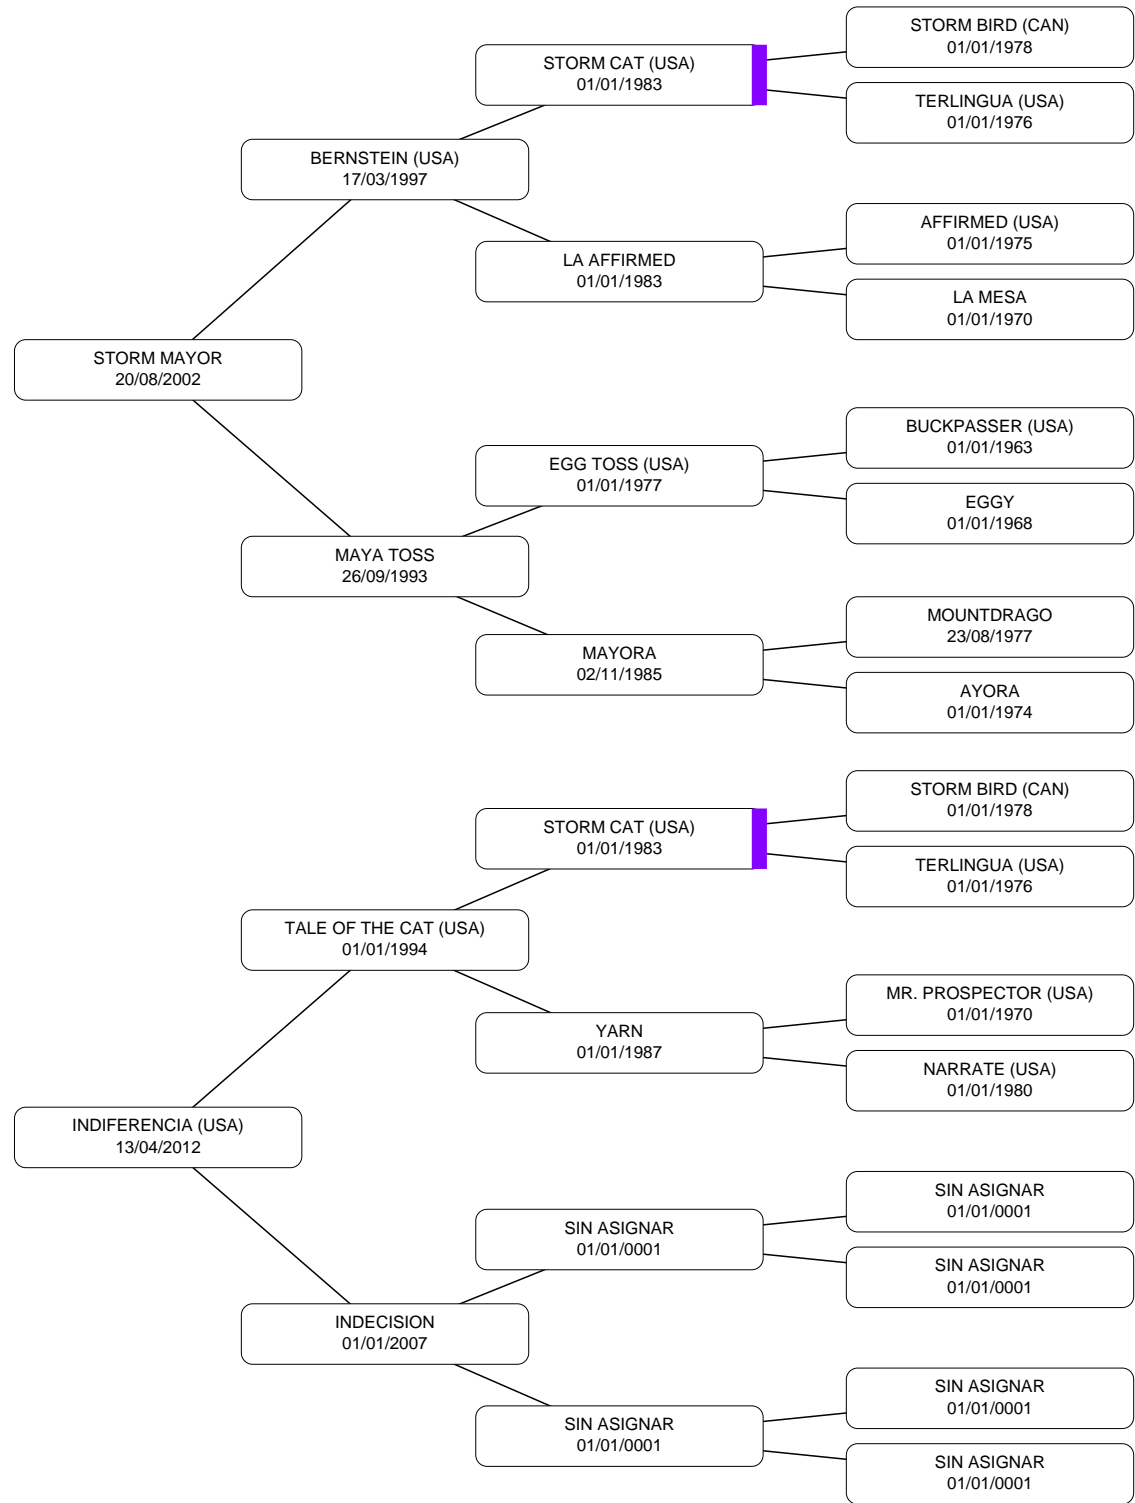 STORM BIRD (CAN)
01/01/1978
STORM CAT (USA)
01/01/1983
TERLINGUA (USA)
01/01/1976
BERNSTEIN (USA)
17/03/1997
AFFIRMED (USA)
01/01/1975
LA AFFIRMED
01/01/1983
LA MESA
01/01/1970
STORM MAYOR
20/08/2002
BUCKPASSER (USA)
01/01/1963
EGG TOSS (USA)
01/01/1977
EGGY
01/01/1968
MAYA TOSS
26/09/1993
MOUNTDRAGO
23/08/1977
MAYORA
02/11/1985
AYORA
01/01/1974
STORM BIRD (CAN)
01/01/1978
STORM CAT (USA)
01/01/1983
TERLINGUA (USA)
01/01/1976
TALE OF THE CAT (USA)
01/01/1994
MR. PROSPECTOR (USA)
01/01/1970
YARN
01/01/1987
NARRATE (USA)
01/01/1980
INDIFERENCIA (USA)
13/04/2012
SIN ASIGNAR
01/01/0001
SIN ASIGNAR
01/01/0001
SIN ASIGNAR
01/01/0001
INDECISION
01/01/2007
SIN ASIGNAR
01/01/0001
SIN ASIGNAR
01/01/0001
SIN ASIGNAR
01/01/0001